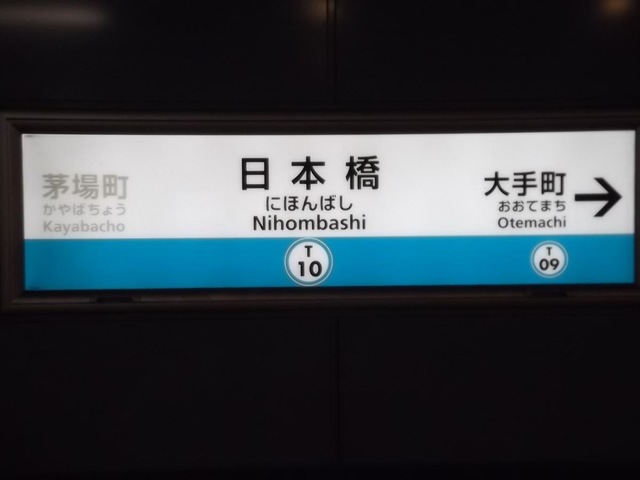 茅場町
かやばちょう
Kayabacho
日本橋
にほんばし
Nihombashi
T
10
大手町
おおてまち
Otemachi
→
T
09